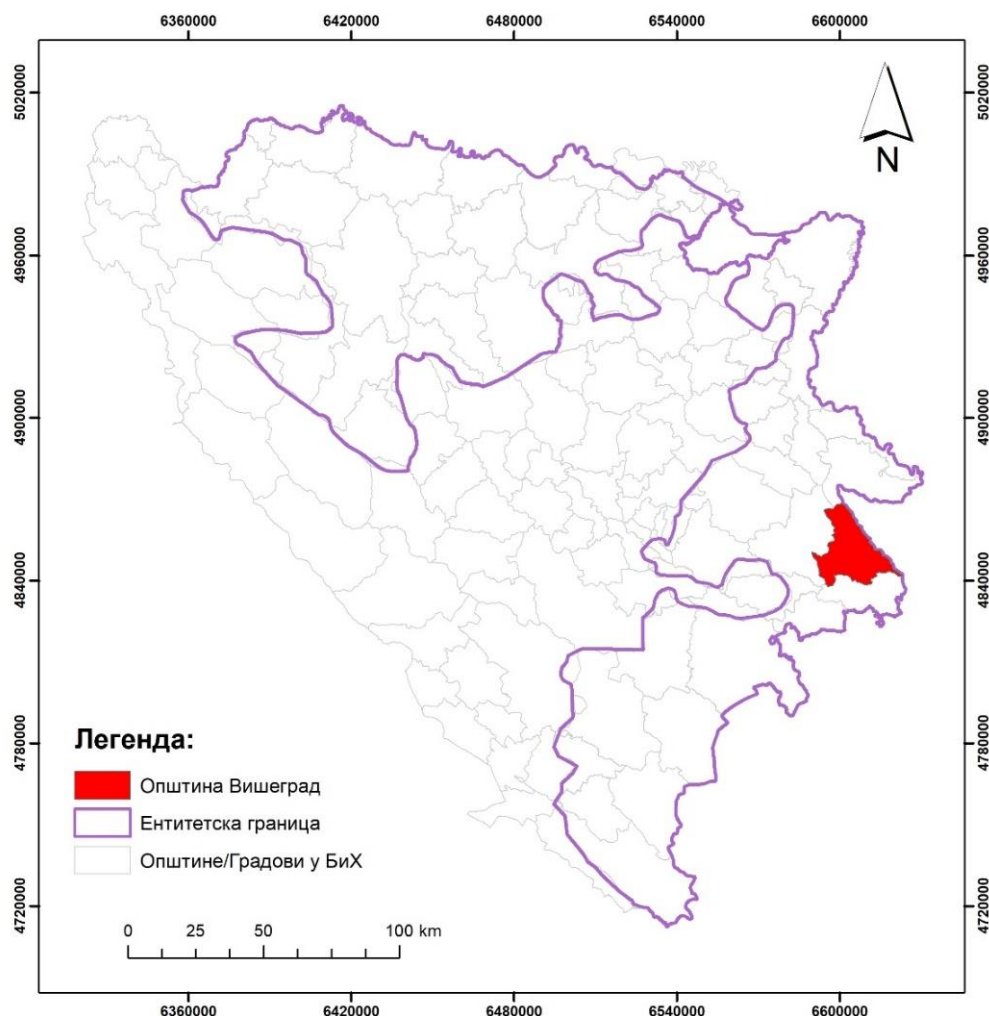 6360000 6420000 6480000 6540000 6600000
5020000 5020000
N
4960000 4960000
4900000 4900000
4840000 4840000
4780000 4780000
Легенда:
Општина Вишеград
Ентитетска граница
Општине/Градови у БиХ
4720000 4720000
0 25 50 100 km
6360000 6420000 6480000 6540000 6600000